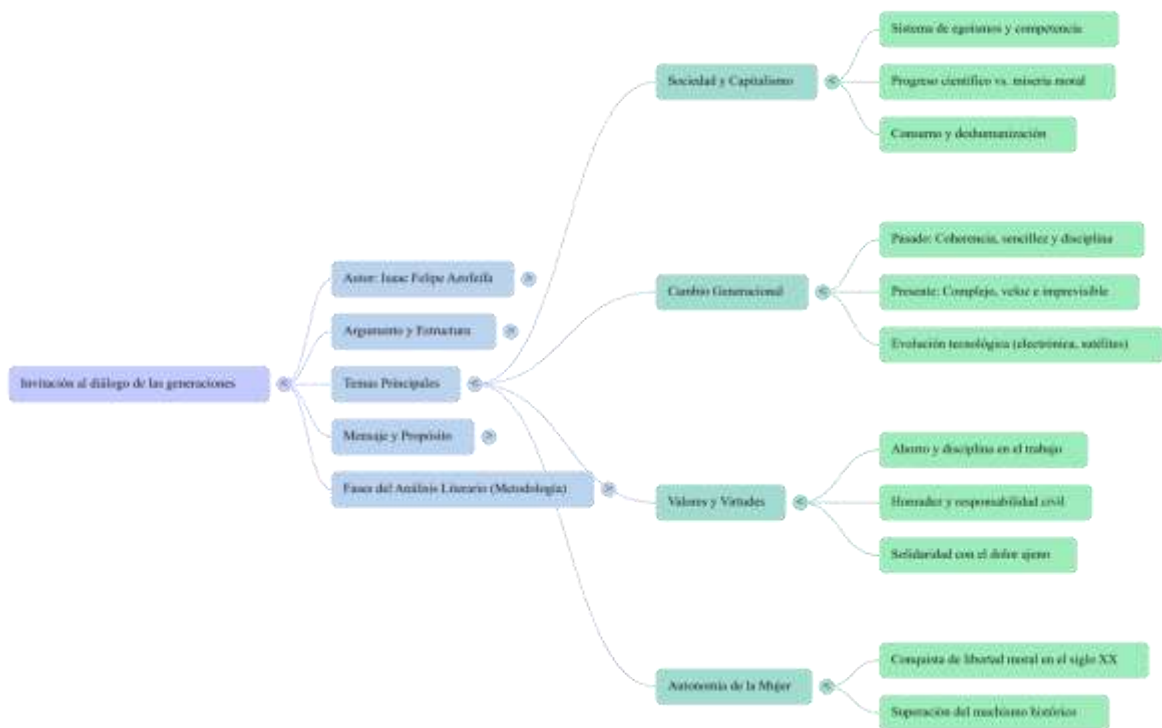 Invitación al diálogo de las generaciones
Autor: Isaac Felipe Azofeifa
Argumento y Estructura
Temas Principales
Mensaje y Propósito
Fases del Análisis Literario (Metodología)
Sociedad y Capitalismo
Sistema de egoísmos y competencia
Progreso científico vs. miseria moral
Consumo y deshumanización
Cambio Generacional
Pasado: Coherencia, sencillez y disciplina
Presente: Complejo, veloz e imprevisible
Evolución tecnológica (electrónica, satélites)
Valores y Virtudes
Ahorro y disciplina en el trabajo
Honradez y responsabilidad civil
Solidaridad con el dolor ajeno
Autonomía de la Mujer
Conquista de libertad moral en el siglo XX
Superación del machismo histórico